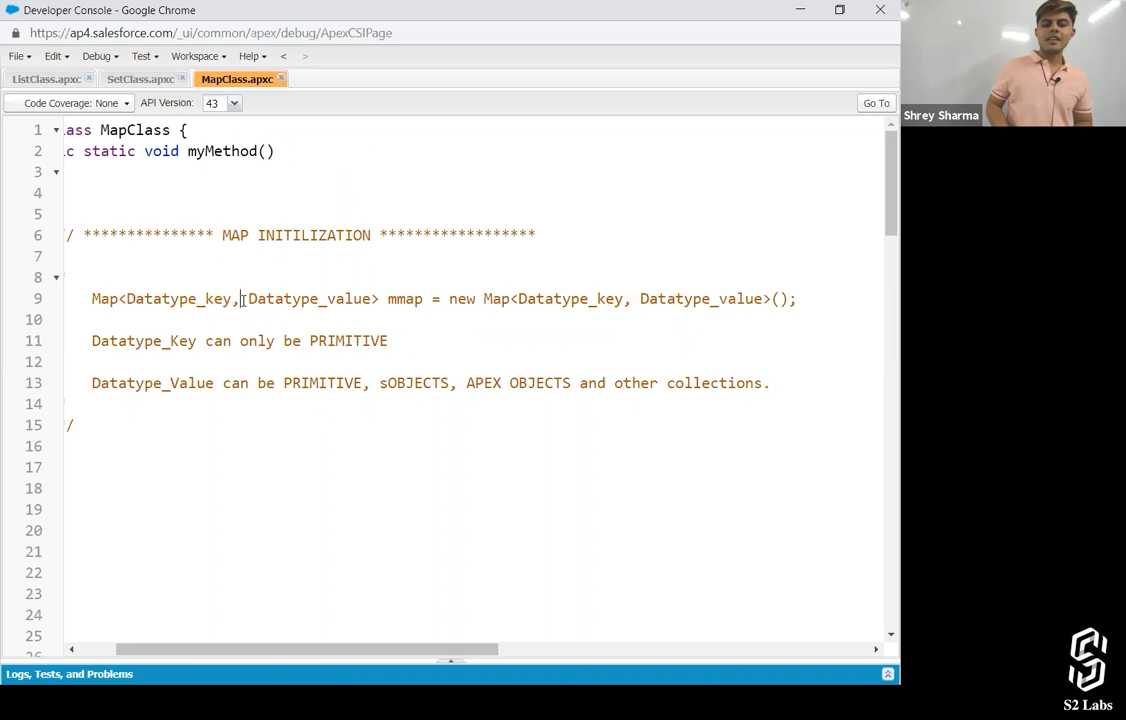 Developer Console - Google Chrome
https://ap4.salesforce.com/_ui/common/apex/debug/ApexCSIPage
File Edit Debug Test Workspace Help < >
ListClass.apxc SetClass.apxc MapClass.apxc
Code Coverage: None API Version: 43 Go To
Shrey Sharma
1 ass MapClass {
2 ic static void myMethod()
3
4
5
6 / *************** MAP INITILIZATION ******************
7
8
9 Map<Datatype_key, Datatype_value> mmap = new Map<Datatype_key, Datatype_value>();
10
11 Datatype_Key can only be PRIMITIVE
12
13 Datatype_Value can be PRIMITIVE, sOBJECTS, APEX OBJECTS and other collections.
14
15 */
16
17
18
19
20
21
22
23
24
25
26
Logs, Tests, and Problems
S2 Labs